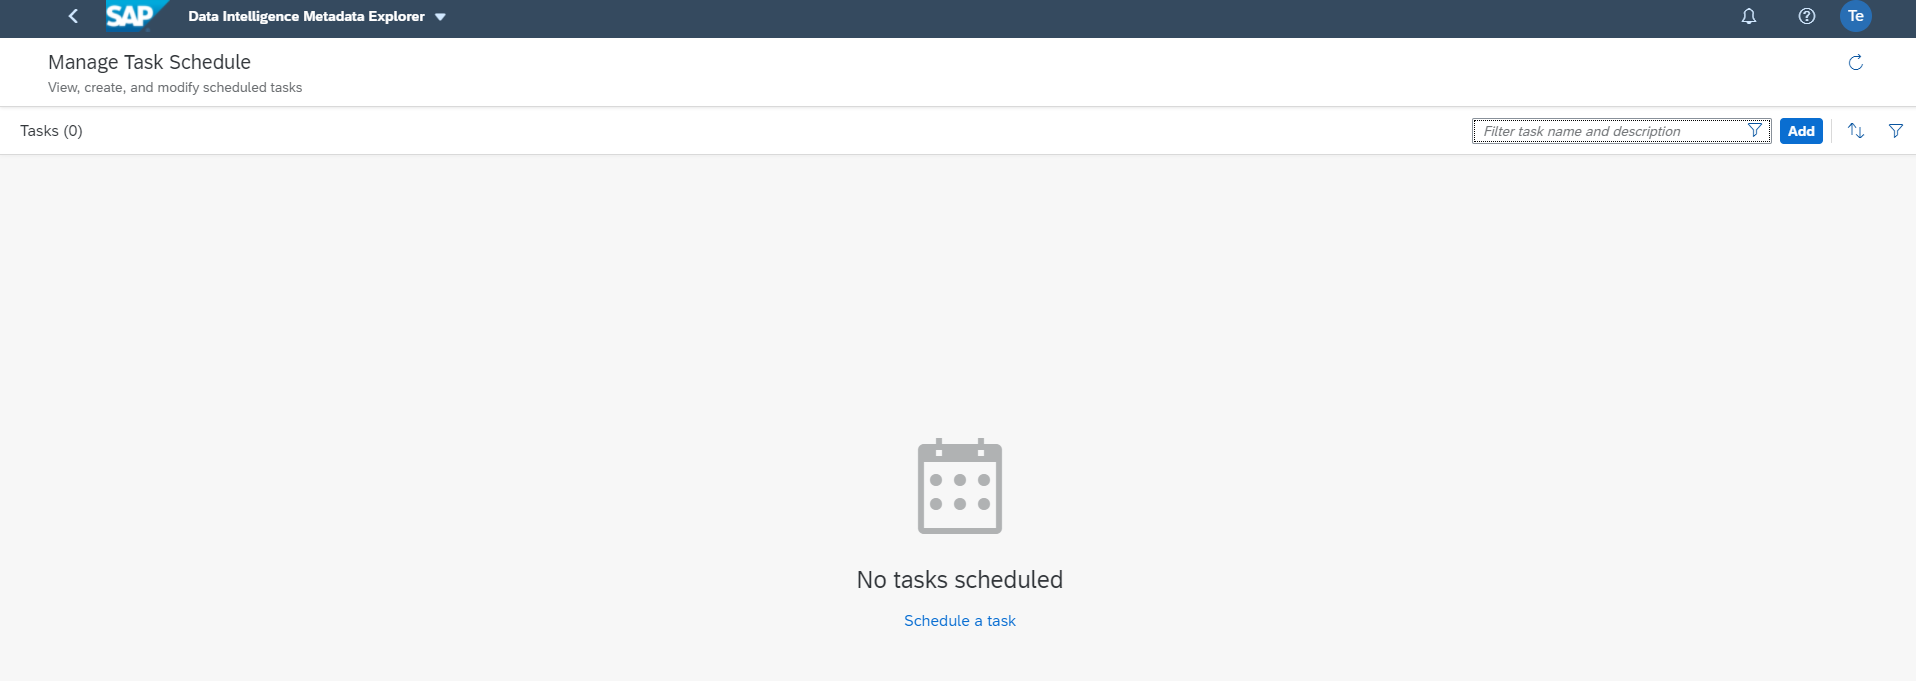 SAP Data Intelligence Metadata Explorer
Te
Manage Task Schedule
View, create, and modify scheduled tasks
Tasks (0)
Filter task name and description
Add
No tasks scheduled
Schedule a task